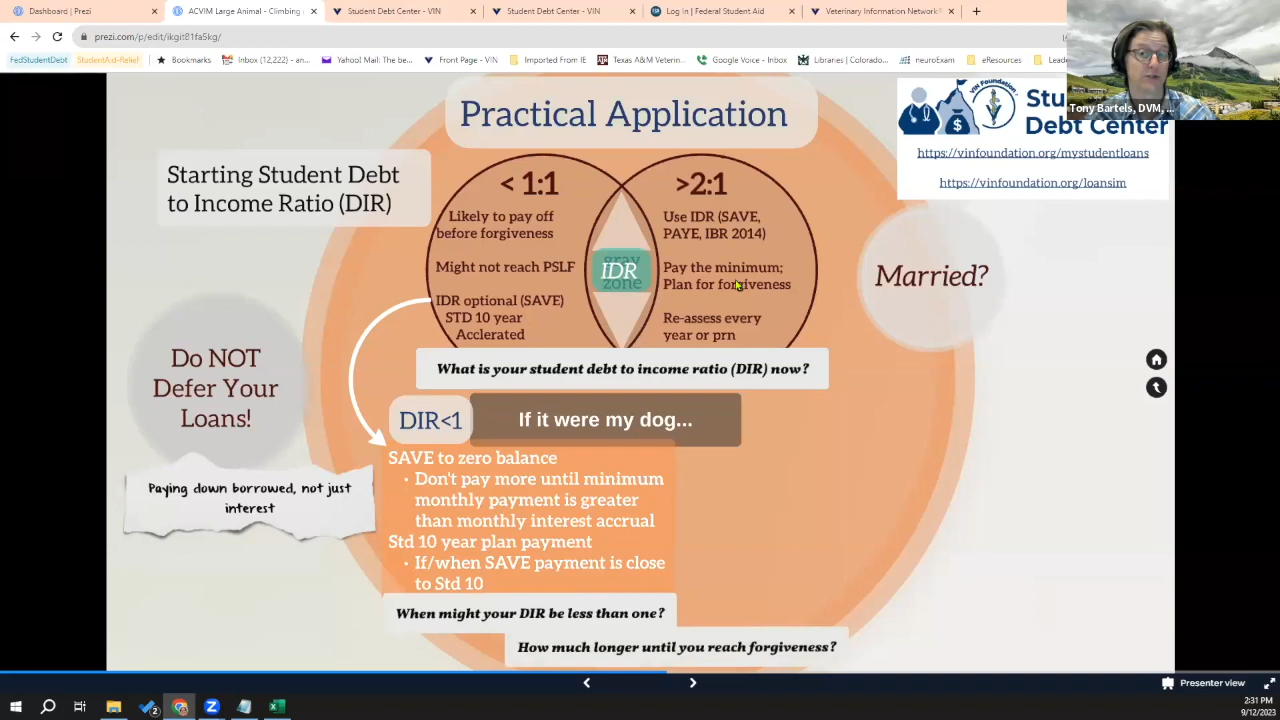 Dashboard | Prezi
ACVIM Large Animal - Climbing
Student Debt Center - VIN
Student Debt Center - VIN
Log In | Federal Student Aid
Veterinary Information Network
prezi.com/p/edit/ikgit81fa5kg/
FedStudentDebt
StudentAid-Relief
Bookmarks
Inbox (12,222) - an...
Yahoo! Mail: The be...
Front Page - VIN
Imported From IE
Texas A&M Veterin...
Google Voice - Inbox
Libraries | Colorado...
neuroExam
eResources
Tony Bartels, DVM, ...
Practical Application
VIN Foundation
Debt Center
https://vinfoundation.org/mystudentloans
https://vinfoundation.org/loansim
Starting Student Debt
to Income Ratio (DIR)
< 1:1
Likely to pay off
before forgiveness
Might not reach PSLF
IDR optional (SAVE)
STD 10 year
Acclerated
gray
IDR
zone
>2:1
Use IDR (SAVE,
PAYE, IBR 2014)
Pay the minimum;
Plan for forgiveness
Re-assess every
year or prn
Married?
Do NOT
Defer Your
Loans!
Paying down borrowed, not just
interest
What is your student debt to income ratio (DIR) now?
DIR<1
If it were my dog...
SAVE to zero balance
· Don't pay more until minimum
monthly payment is greater
than monthly interest accrual
Std 10 year plan payment
· If/when SAVE payment is close
to Std 10
When might your DIR be less than one?
How much longer until you reach forgiveness?
Presenter view
2
2:31 PM
9/12/2023